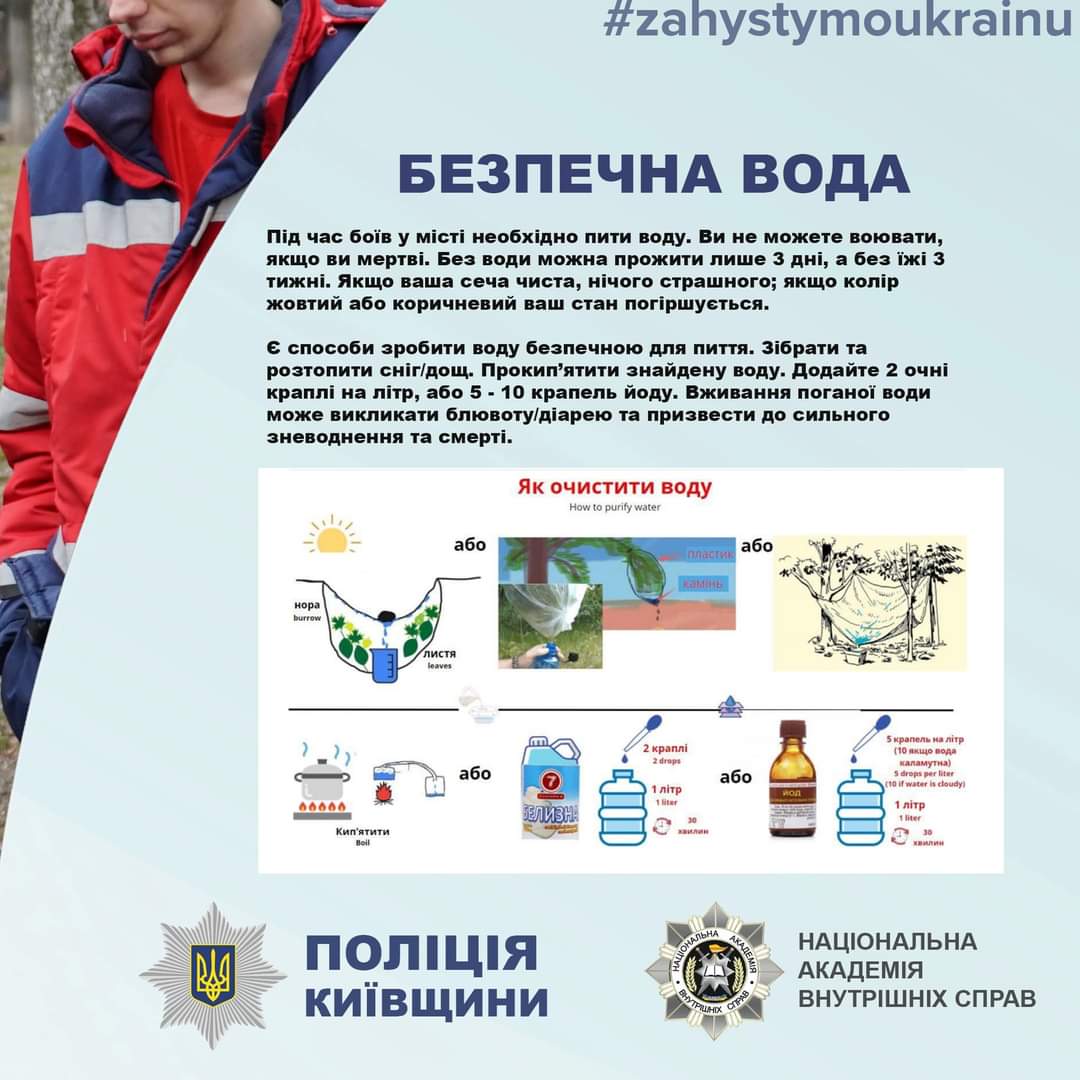 #zahystymoukrainu
БЕЗПЕЧНА ВОДА
Під час боїв у місті необхідно пити воду. Ви не можете воювати,
якщо ви мертві. Без води можна прожити лише 3 дні, а без їжі 3
тижні. Якщо ваша сеча чиста, нічого страшного; якщо колір
жовтий або коричневий ваш стан погіршується.
Є способи зробити воду безпечною для пиття. Зібрати та
розтопити сніг/дощ. Прокип’ятити знайдену воду. Додайте 2 очні
краплі на літр, або 5 - 10 крапель йоду. Вживання поганої води
може викликати блювоту/діарею та призвести до сильного
зневоднення та смерті.
Як очистити воду
How to purify water
або
пластик
камінь
або
нора
burrow
листя
leaves
Кип'ятити
Boil
або
7
БЕЛИЗНА
2 краплі
2 drops
1 літр
1 liter
30
хвилин
або
ЙОД
5 крапель на літр
(10 якщо вода
каламутна)
5 drops per liter
(10 if water is cloudy)
1 літр
1 liter
30
хвилин
ПОЛІЦІЯ
КИЇВЩИНИ
НАЦІОНАЛЬНА АКАДЕМІЯ
ВНУТРІШНІХ СПРАВ
НАЦІОНАЛЬНА
АКАДЕМІЯ
ВНУТРІШНІХ СПРАВ